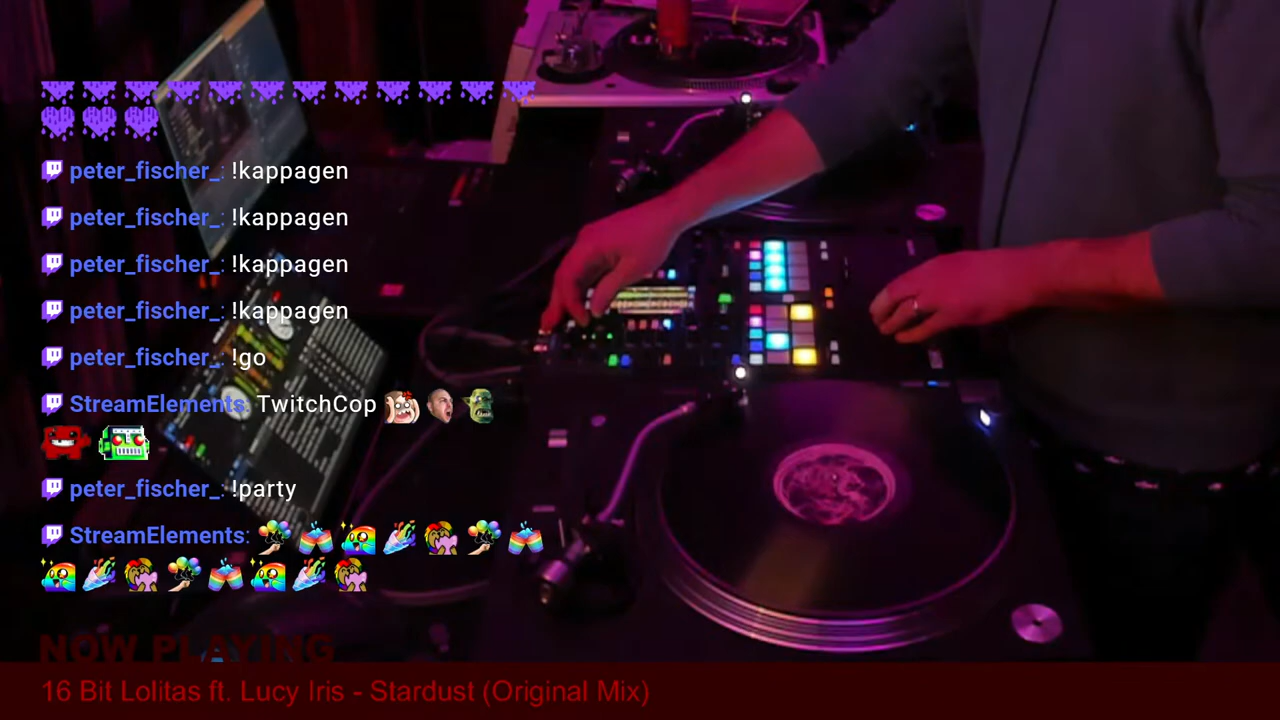 peter_fischer_: !kappagen
peter_fischer_: !kappagen
peter_fischer_: !kappagen
peter_fischer_: !kappagen
peter_fischer_: !go
StreamElements: TwitchCop
peter_fischer_: !party
StreamElements:
NOW PLAYING
16 Bit Lolitas ft. Lucy Iris - Stardust (Original Mix)